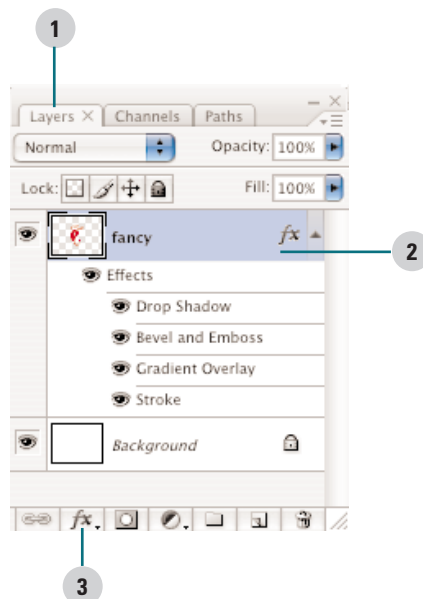 1
Layers Channels Paths
Normal Opacity: 100%
Lock: Fill: 100%
fancy fx
2
Effects
Drop Shadow
Bevel and Emboss
Gradient Overlay
Stroke
Background
fx
3